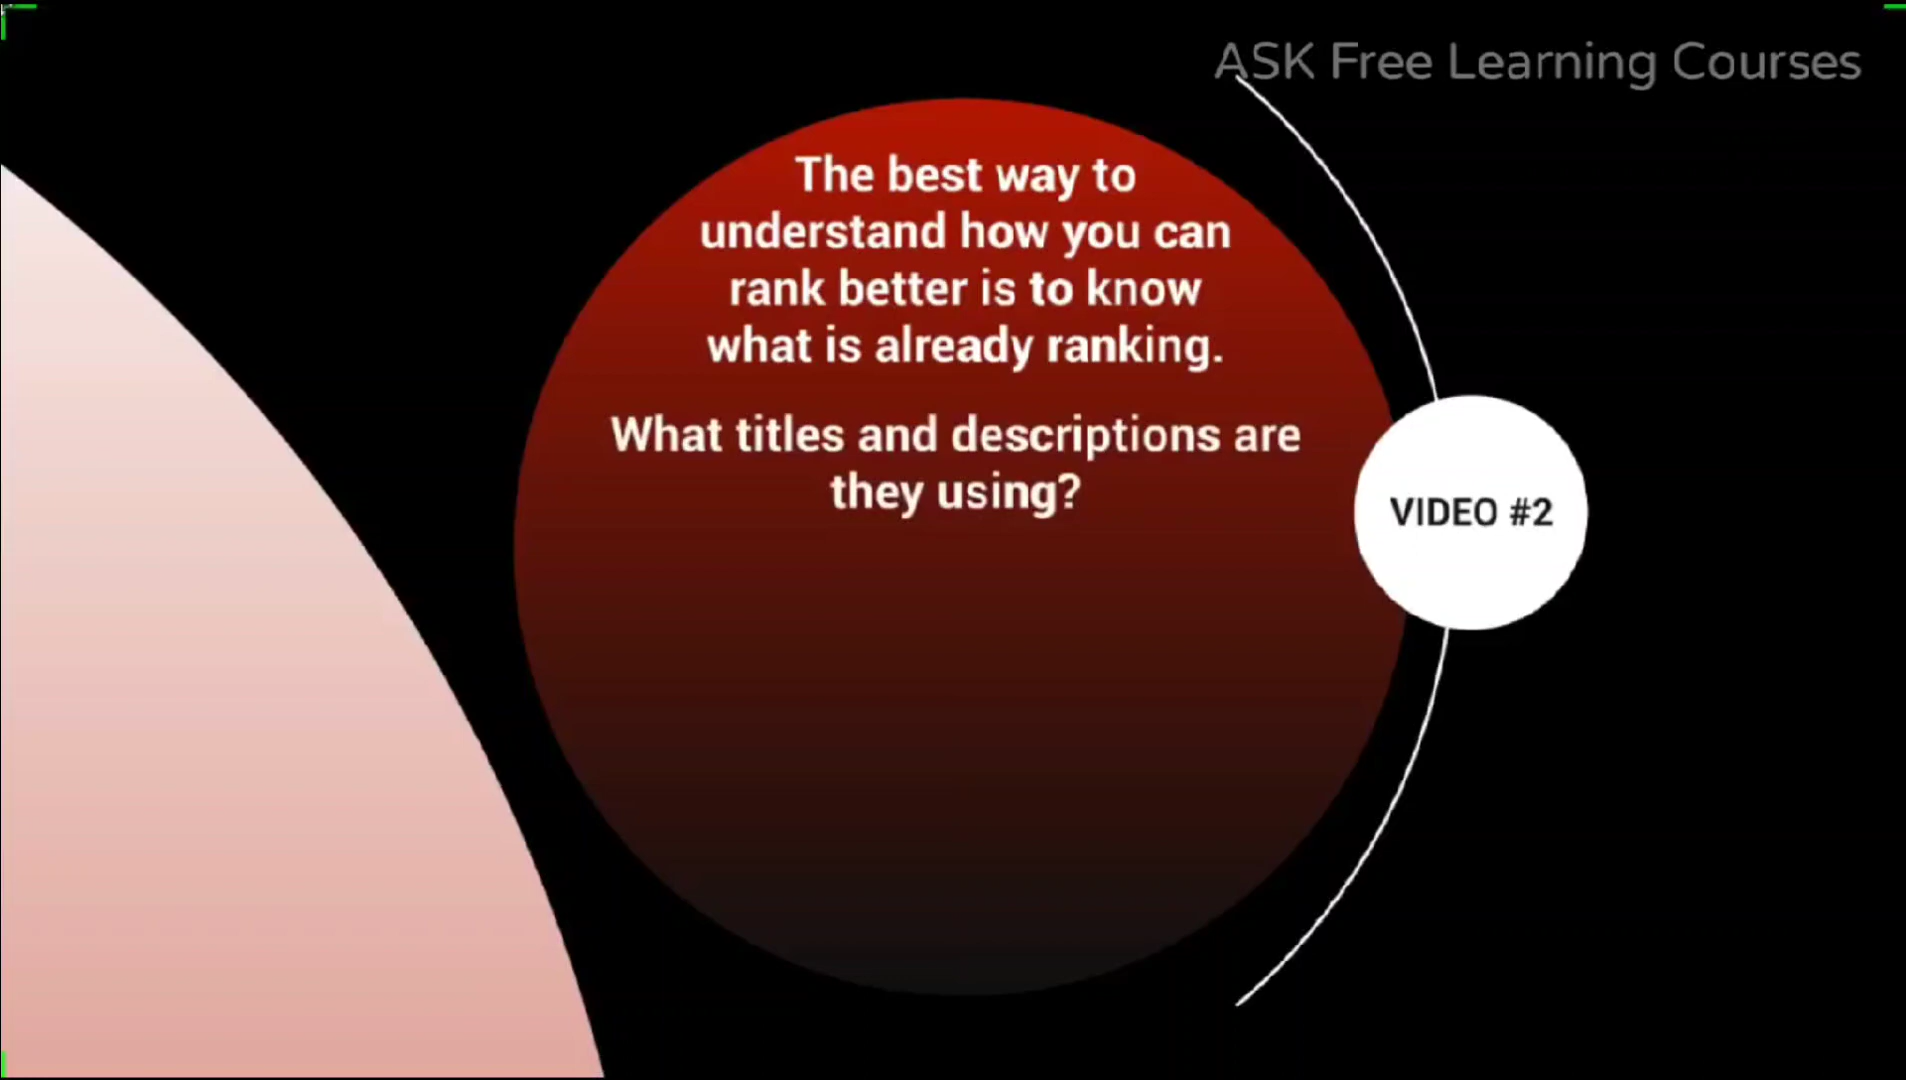 ASK Free Learning Courses
The best way to
understand how you can
rank better is to know
what is already ranking.
What titles and descriptions are
they using?
VIDEO #2